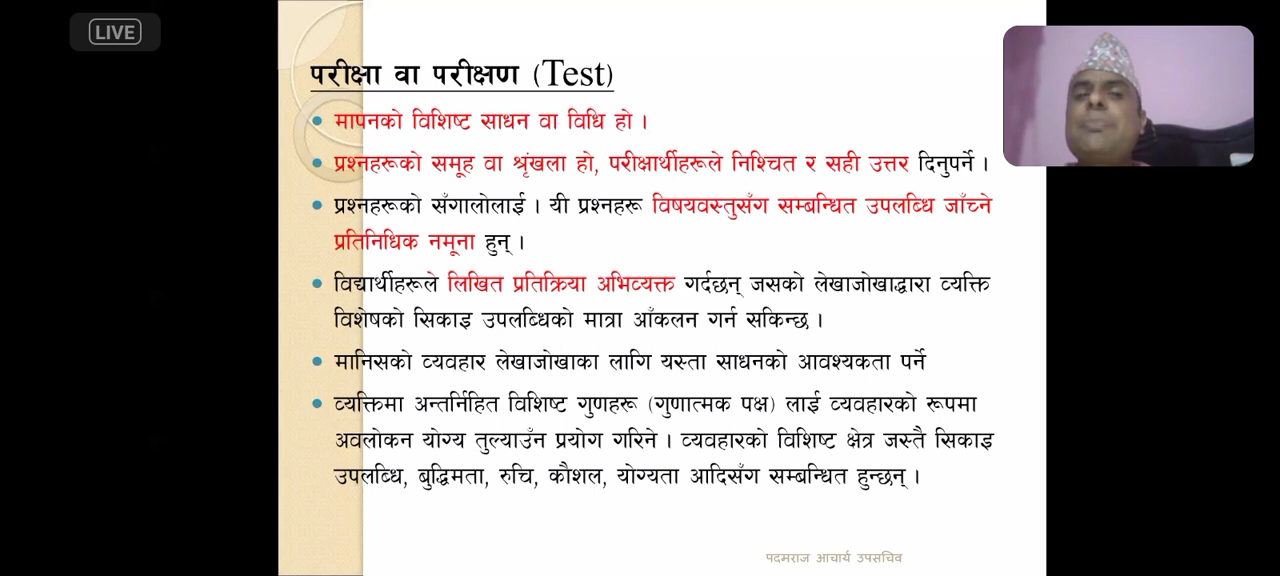 LIVE
परीक्षा वा परीक्षण (Test)
मापनको विशिष्ट साधन वा विधि हो ।
प्रश्नहरूको समूह वा श्रृंखला हो, परीक्षार्थीहरूले निश्चित र सही उत्तर दिनुपर्ने ।
प्रश्नहरूको सँगालोलाई । यी प्रश्नहरू विषयवस्तुसँग सम्बन्धित उपलब्धि जाँच्ने
प्रतिनिधिक नमूना हुन् ।
विद्यार्थीहरूले लिखित प्रतिक्रिया अभिव्यक्त गर्दछन् जसको लेखाजोखाद्वारा व्यक्ति
विशेषको सिकाइ उपलब्धिको मात्रा आँकलन गर्न सकिन्छ ।
मानिसको व्यवहार लेखाजोखाका लागि यस्ता साधनको आवश्यकता पर्ने
व्यक्तिमा अन्तर्निहित विशिष्ट गुणहरू (गुणात्मक पक्ष) लाई व्यवहारको रूपमा
अवलोकन योग्य तुल्याउँन प्रयोग गरिने । व्यवहारको विशिष्ट क्षेत्र जस्तै सिकाइ
उपलब्धि, बुद्धिमता, रुचि, कौशल, योग्यता आदिसँग सम्बन्धित हुन्छन् ।
पदमराज आचार्य उपसचिव